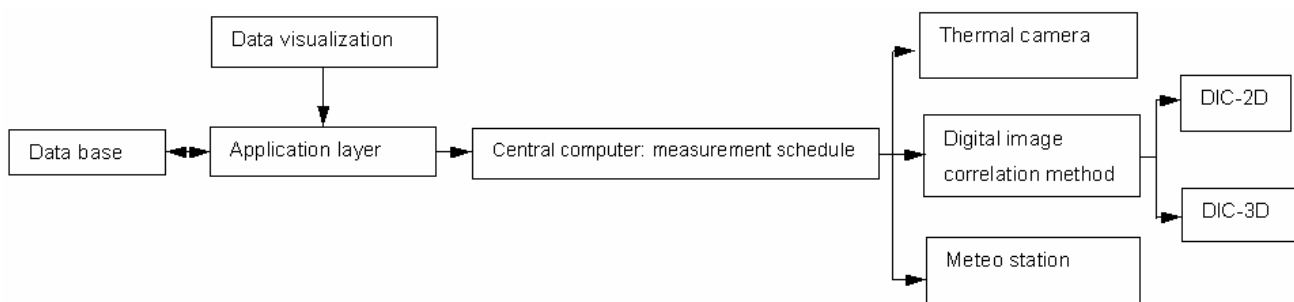 Data visualization
Thermal camera
DIC-2D
Data base
Application layer
Central computer: measurement schedule
Digital image
correlation method
DIC-3D
Meteo station